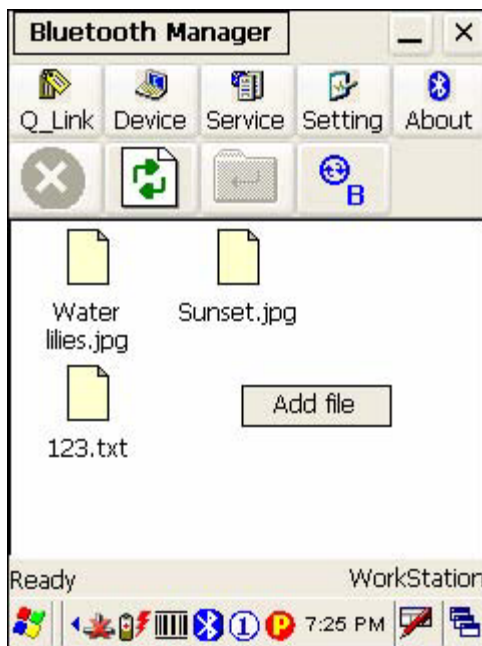 Bluetooth Manager
Q_Link Device Service Setting About
B
Water lilies.jpg
Sunset.jpg
123.txt
Add file
Ready WorkStation
1 P 7:25 PM